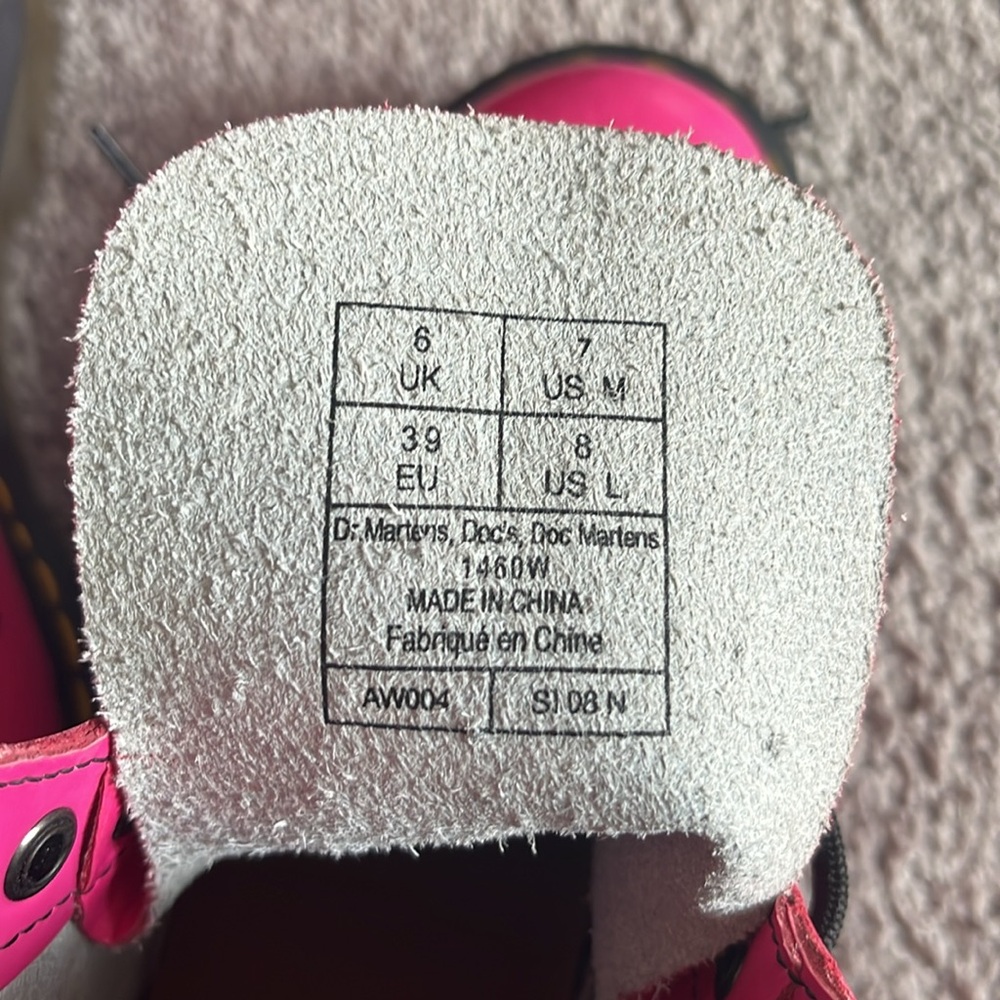 6
UK
7
US M
39
EU
8
US L
Dr. Martens, Doc's, Doc Martens
1460W
MADE IN CHINA
Fabriqué en Chine
AW004
SI 08 N